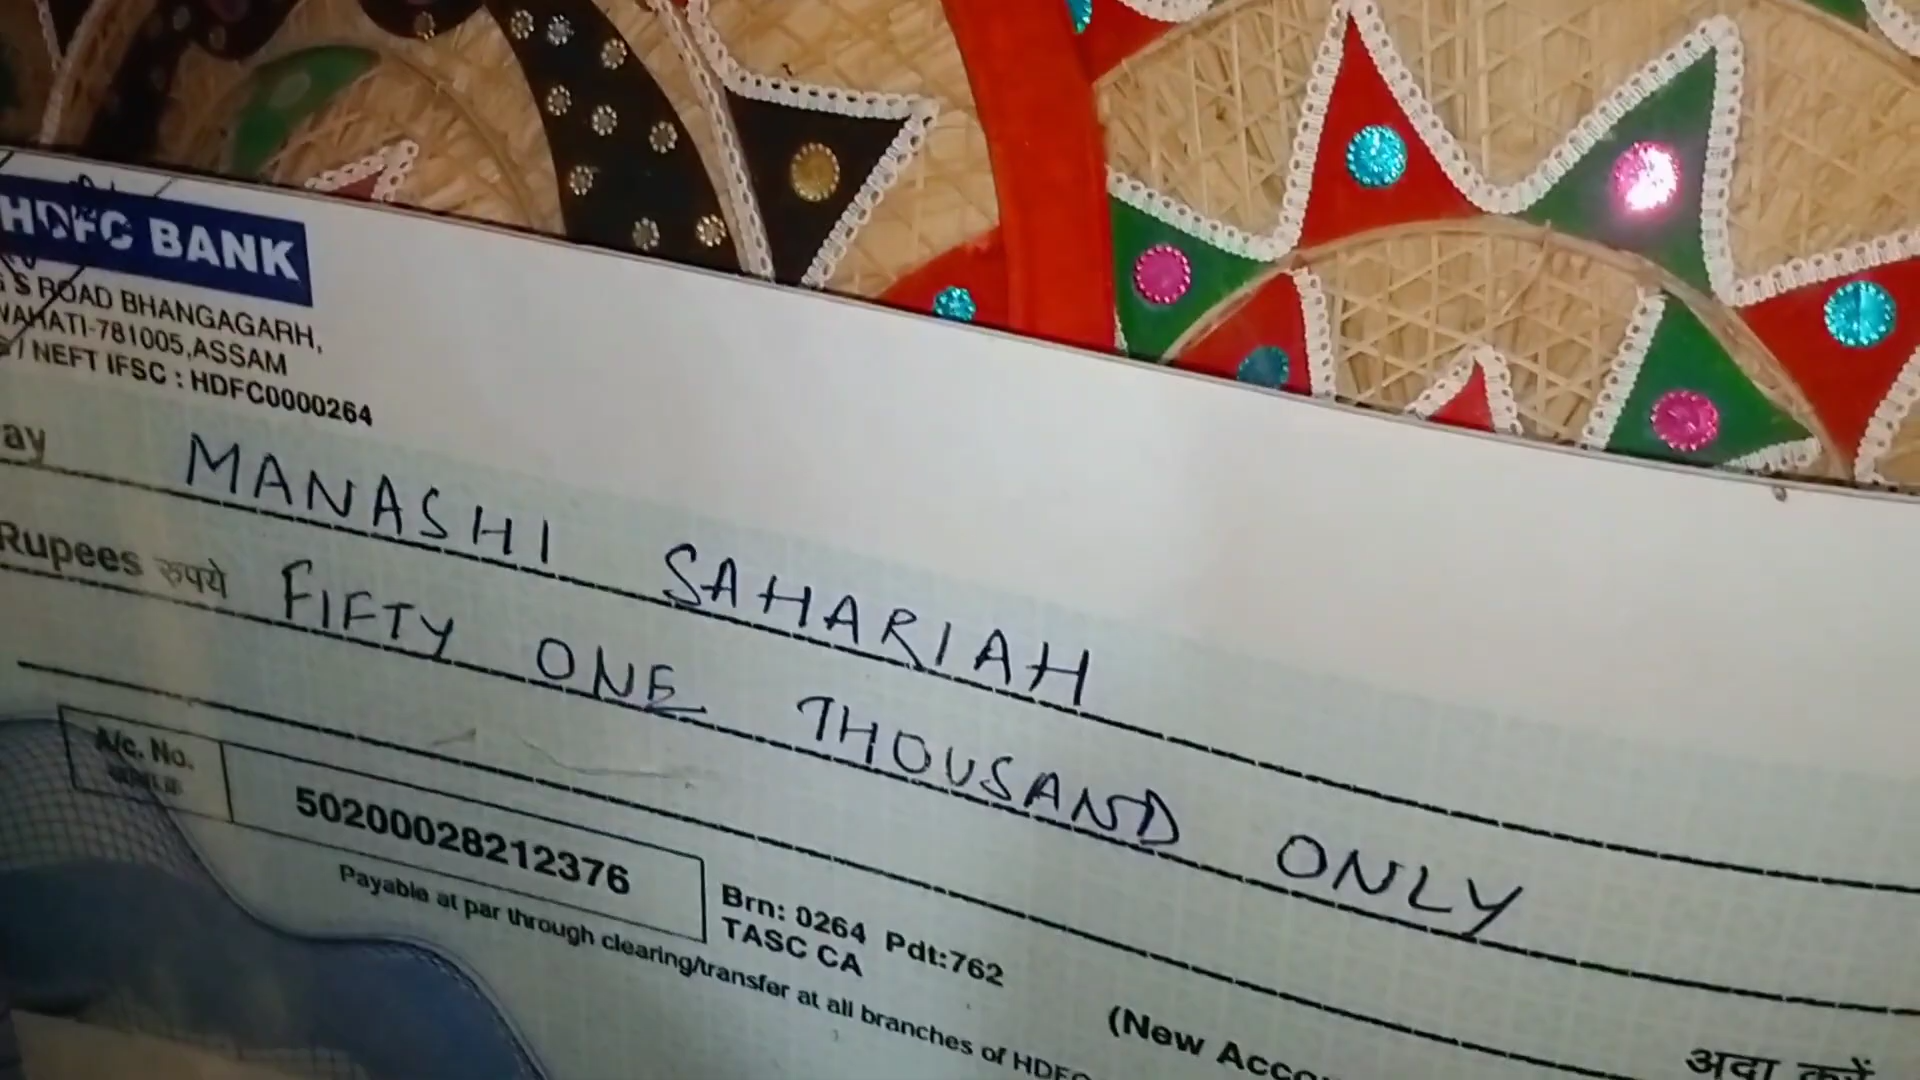 HDFC BANK
S ROAD BHANGAGARH,
WAHATI-781005,ASSAM
/ NEFT IFSC : HDFC0000264
ay MANASHI SAHARIAH
Rupees रुपये FIFTY ONE THOUSAND ONLY
A/c. No. 50200028212376
Brn: 0264 Pdt:762
TASC CA
Payable at par through clearing/transfer at all branches of HDFC
(New Acco
अदा करें